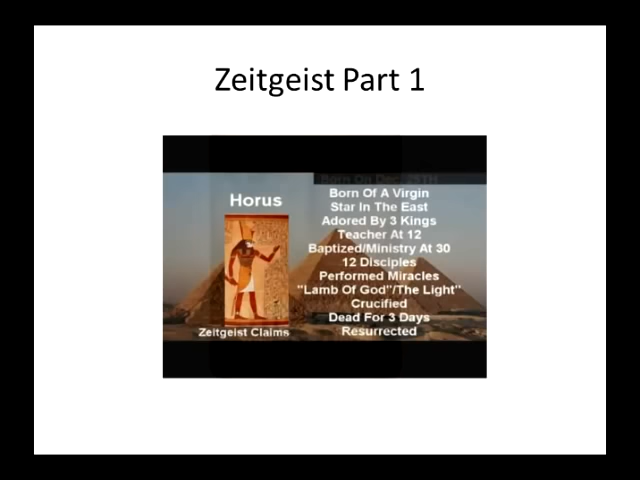 Zeitgeist Part 1
Born On Dec. 25TH
Horus
Born Of A Virgin
Star In The East
Adored By 3 Kings
Teacher At 12
Baptized/Ministry At 30
12 Disciples
Performed Miracles
"Lamb Of God"/The Light"
Crucified
Dead For 3 Days
Resurrected
Zeitgeist Claims